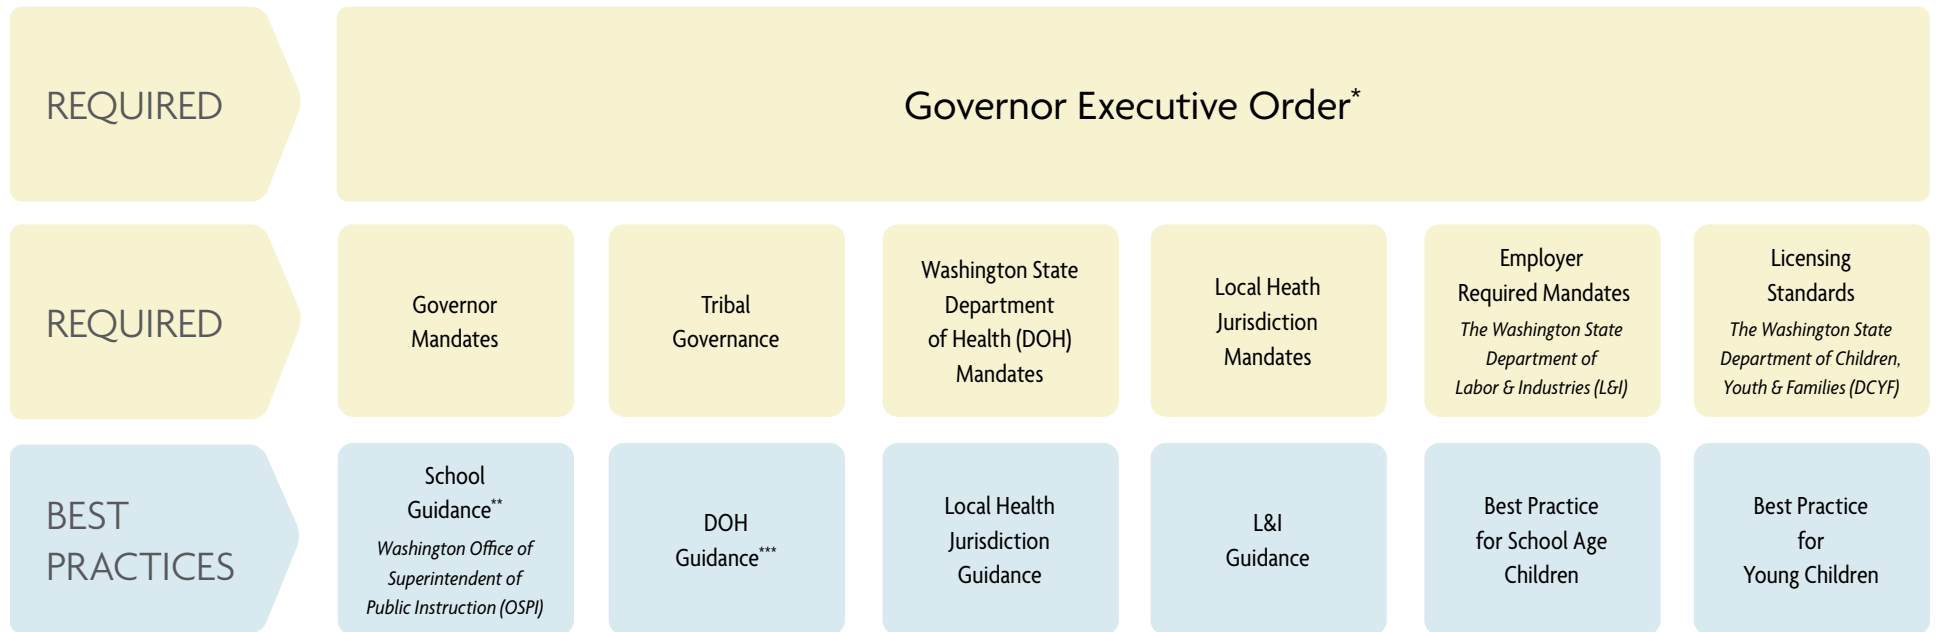 REQUIRED
Governor Executive Order*
REQUIRED
Governor
Mandates
Tribal
Governance
Washington State
Department
of Health (DOH)
Mandates
Local Heath
Jurisdiction
Mandates
Employer
Required Mandates
The Washington State
Department of
Labor & Industries (L&I)
Licensing
Standards
The Washington State
Department of Children,
Youth & Families (DCYF)
BEST
PRACTICES
School
Guidance**
Washington Office of
Superintendent of
Public Instruction (OSPI)
DOH
Guidance***
Local Health
Jurisdiction
Guidance
L&I
Guidance
Best Practice
for School Age
Children
Best Practice
for
Young Children